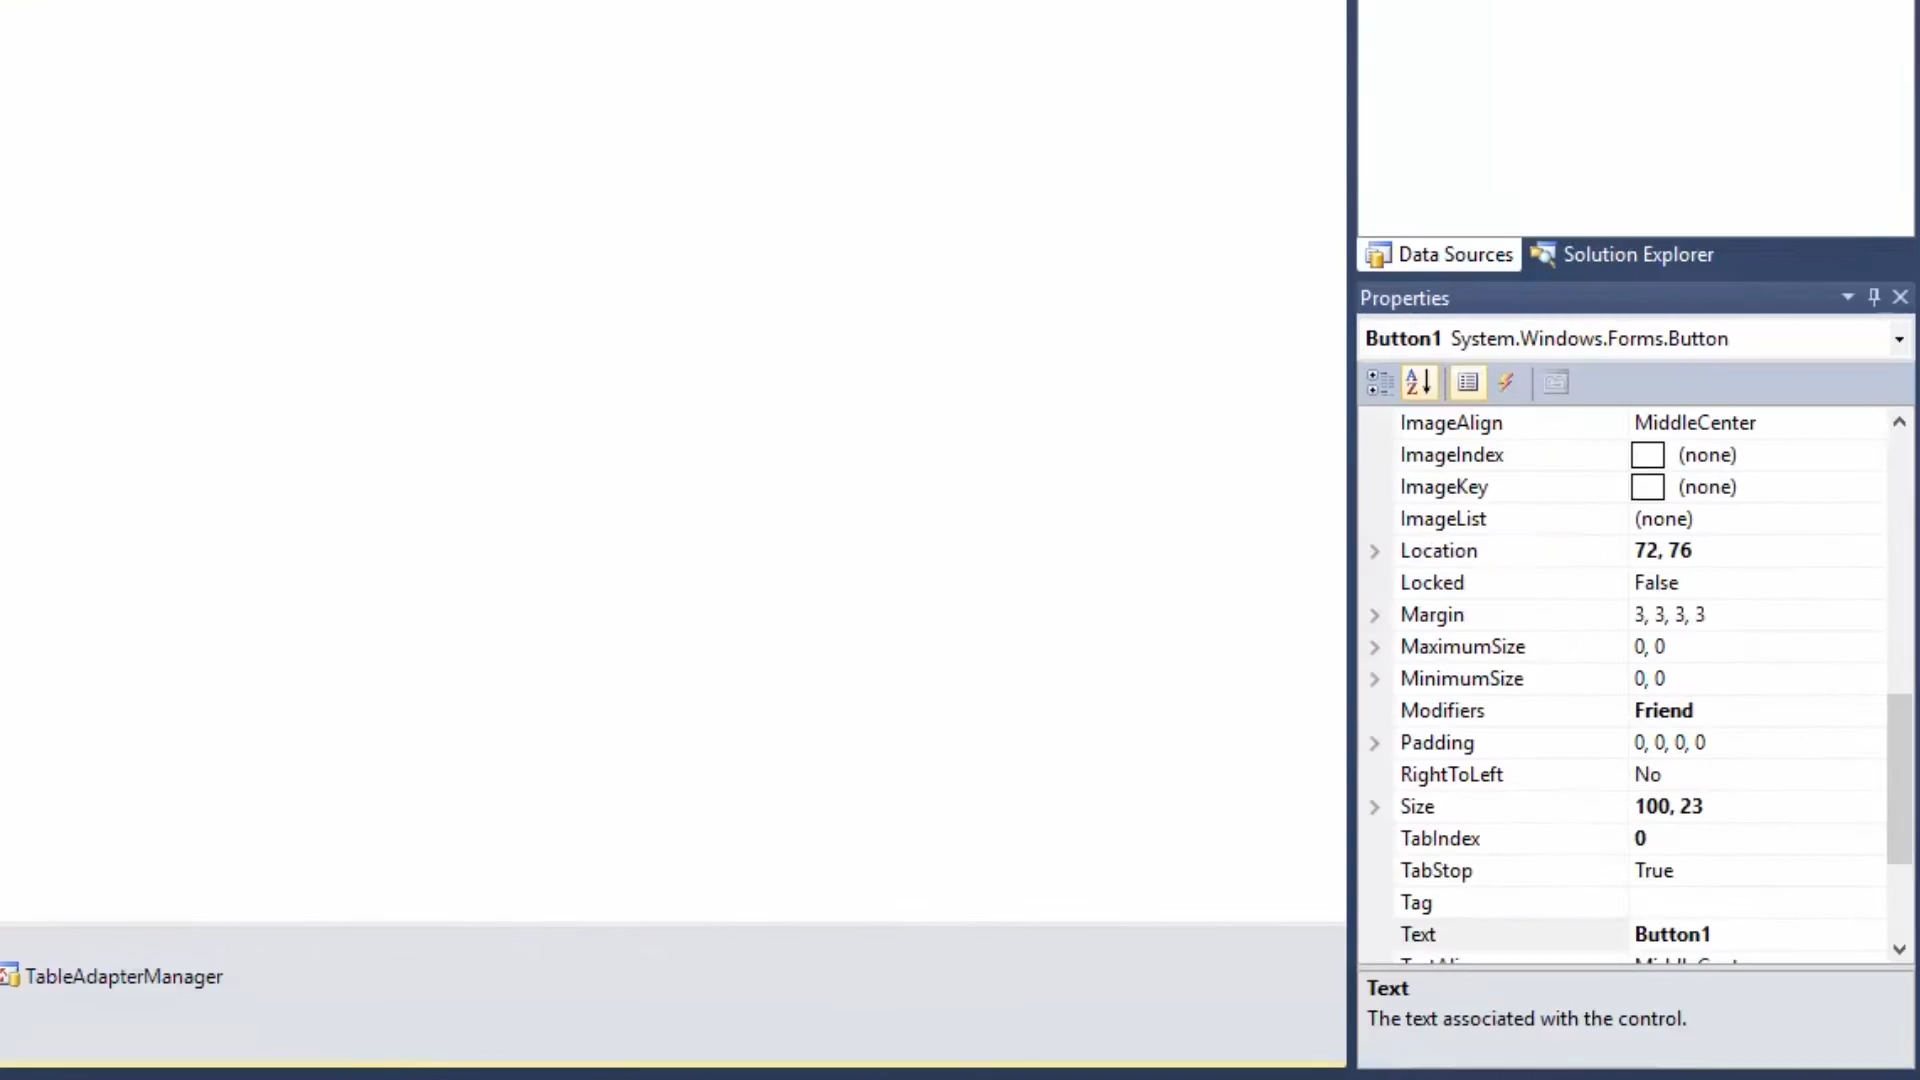 Data Sources Solution Explorer
Properties
Button1 System.Windows.Forms.Button
ImageAlign MiddleCenter
ImageIndex (none)
ImageKey (none)
ImageList (none)
Location 72, 76
Locked False
Margin 3, 3, 3, 3
MaximumSize 0, 0
MinimumSize 0, 0
Modifiers Friend
Padding 0, 0, 0, 0
RightToLeft No
Size 100, 23
TabIndex 0
TabStop True
Tag
Text Button1
TableAdapterManager
Text
The text associated with the control.